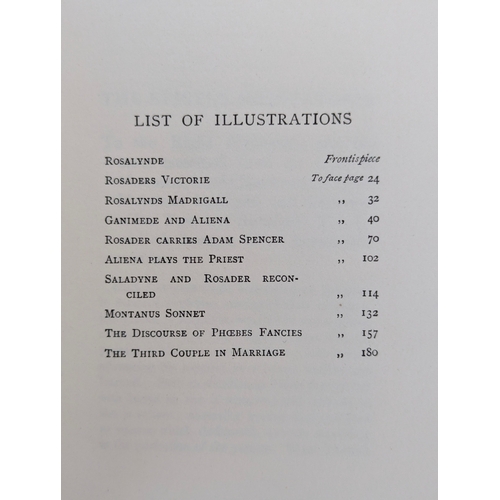 LIST OF ILLUSTRATIONS
ROSALYNDE Frontispiece
ROSADERS VICTORIE To face page 24
ROSALYNDS MADRIGALL „ 32
GANIMEDE AND ALIENA „ 40
ROSADER CARRIES ADAM SPENCER „ 70
ALIENA PLAYS THE PRIEST „ 102
SALADYNE AND ROSADER RECON-
CILED „ 114
MONTANUS SONNET „ 132
THE DISCOURSE OF PHŒBES FANCIES „ 157
THE THIRD COUPLE IN MARRIAGE „ 180